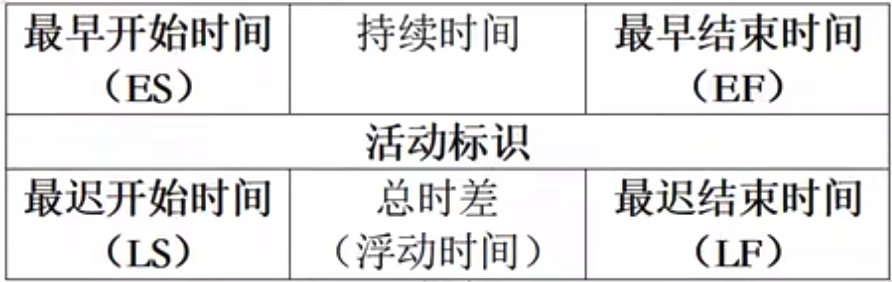 最早开始时间 持续时间 最早结束时间
（ES） （EF）
活动标识
最迟开始时间 总时差 最迟结束时间
（LS） （浮动时间） （LF）